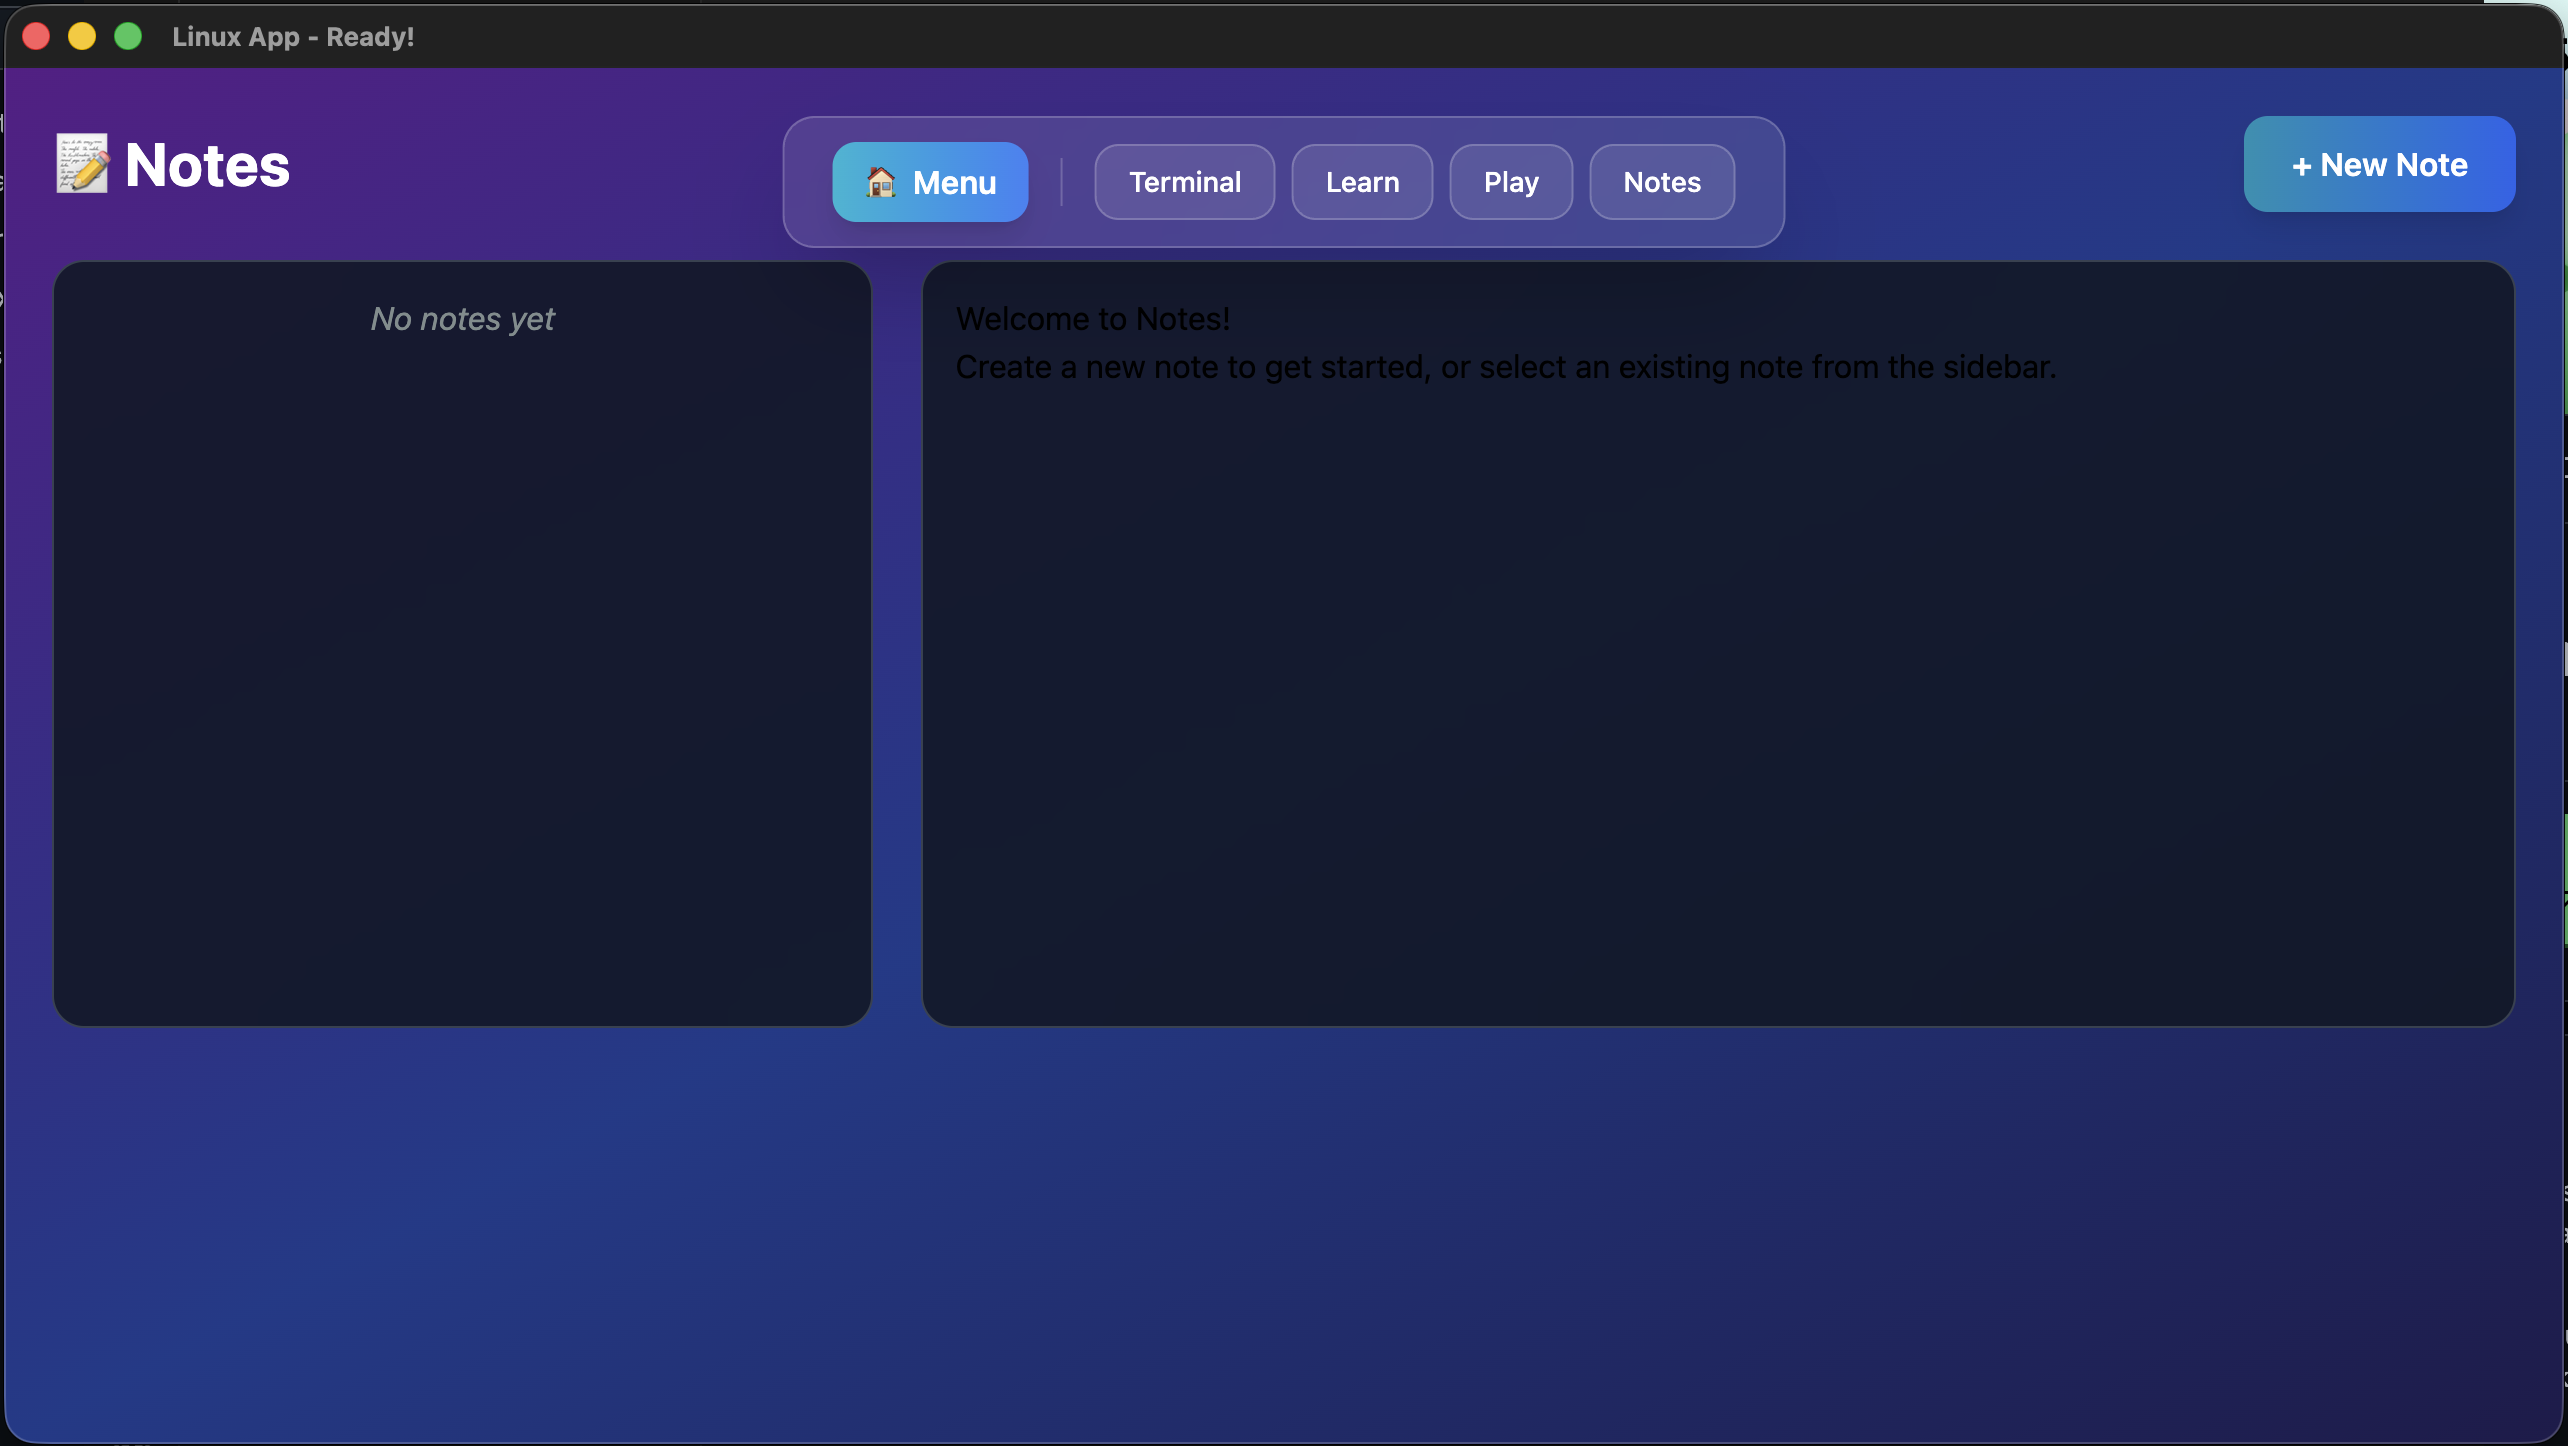 Linux App - Ready!
Notes
Menu
Terminal
Learn
Play
Notes
+ New Note
No notes yet
Welcome to Notes!
Create a new note to get started, or select an existing note from the sidebar.